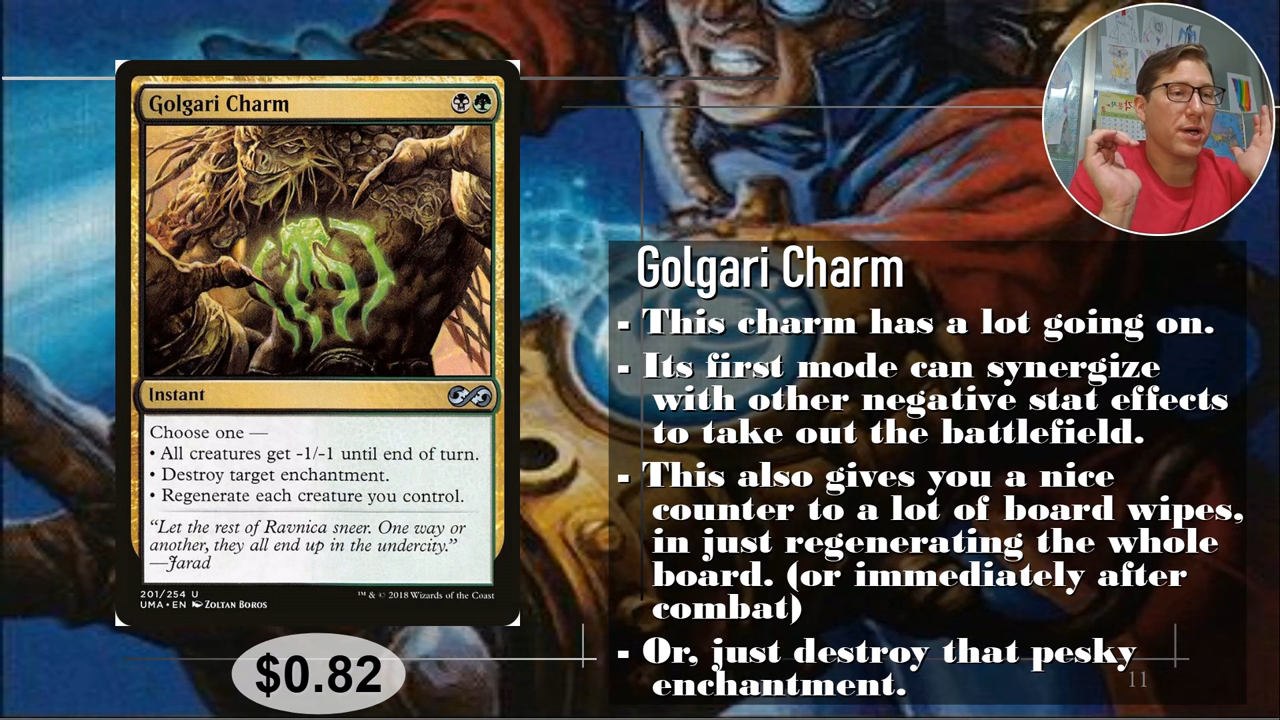 Golgari Charm
Instant
Choose one —
• All creatures get -1/-1 until end of turn.
• Destroy target enchantment.
• Regenerate each creature you control.
“Let the rest of Ravnica sneer. One way or
another, they all end up in the undercity.”
—Jarad
201/254 U
UMA • EN Zoltan Boros
™ & © 2018 Wizards of the Coast
$0.82
Golgari Charm
- This charm has a lot going on.
- Its first mode can synergize
with other negative stat effects
to take out the battlefield.
- This also gives you a nice
counter to a lot of board wipes,
in just regenerating the whole
board. (or immediately after
combat)
- Or, just destroy that pesky
enchantment.
11